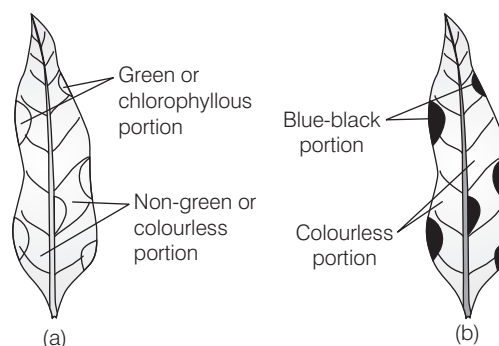 Green or
chlorophyllous
portion
Non-green or
colourless
portion
(a)
Blue-black
portion
Colourless
portion
(b)